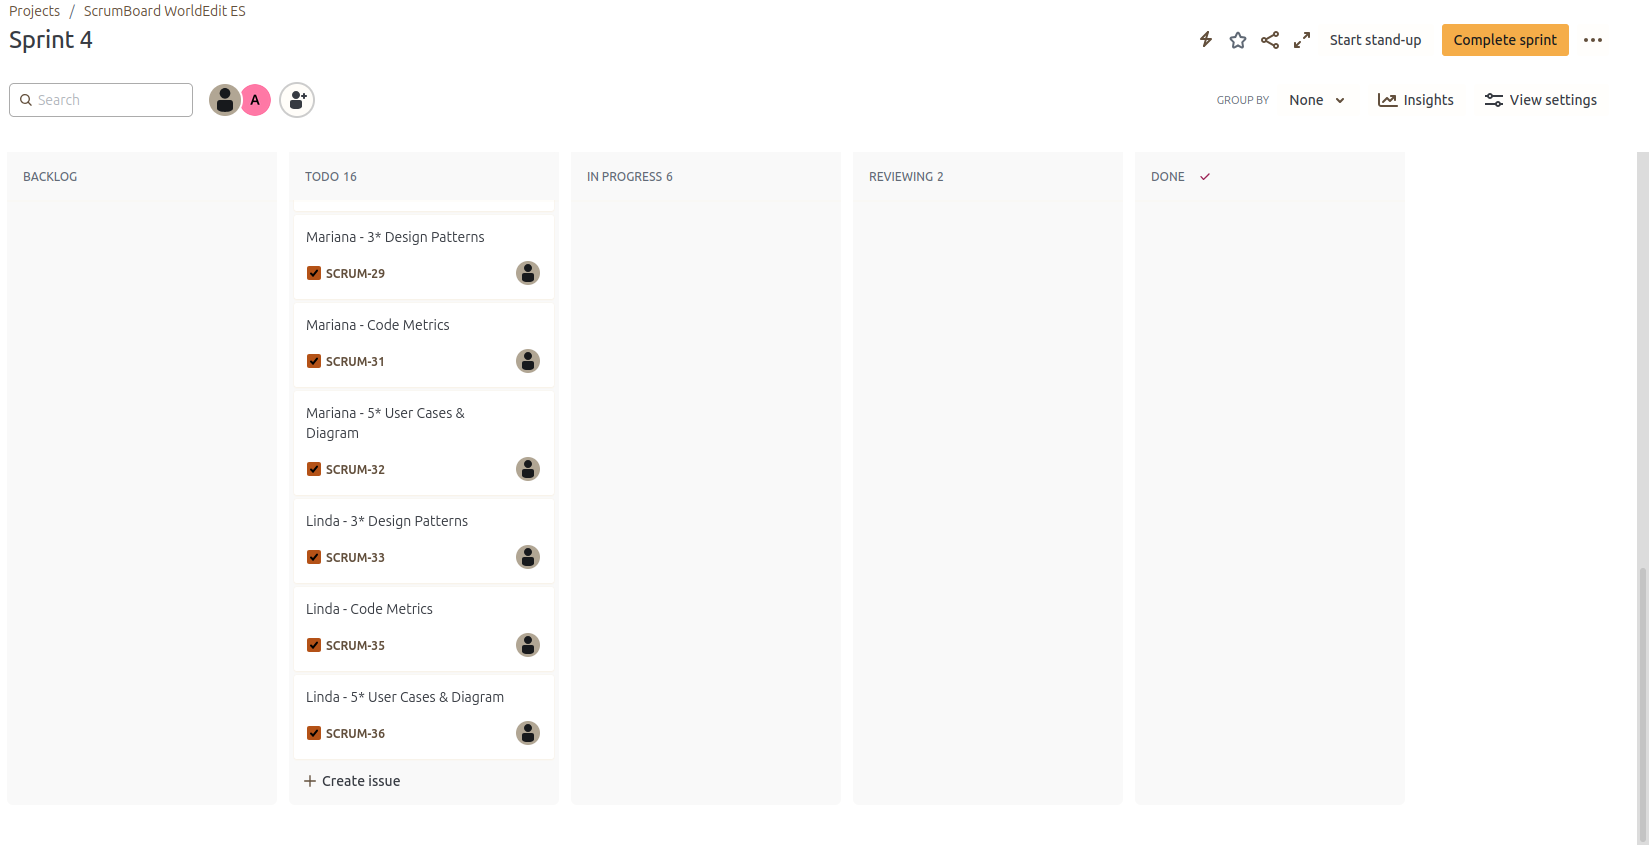 Projects / ScrumBoard WorldEdit ES
Sprint 4
Start stand-up
Complete sprint
Search
A
GROUP BY
None
Insights
View settings
BACKLOG
TODO 16
IN PROGRESS 6
REVIEWING 2
DONE
Mariana - 3* Design Patterns
SCRUM-29
Mariana - Code Metrics
SCRUM-31
Mariana - 5* User Cases &
Diagram
SCRUM-32
Linda - 3* Design Patterns
SCRUM-33
Linda - Code Metrics
SCRUM-35
Linda - 5* User Cases & Diagram
SCRUM-36
Create issue